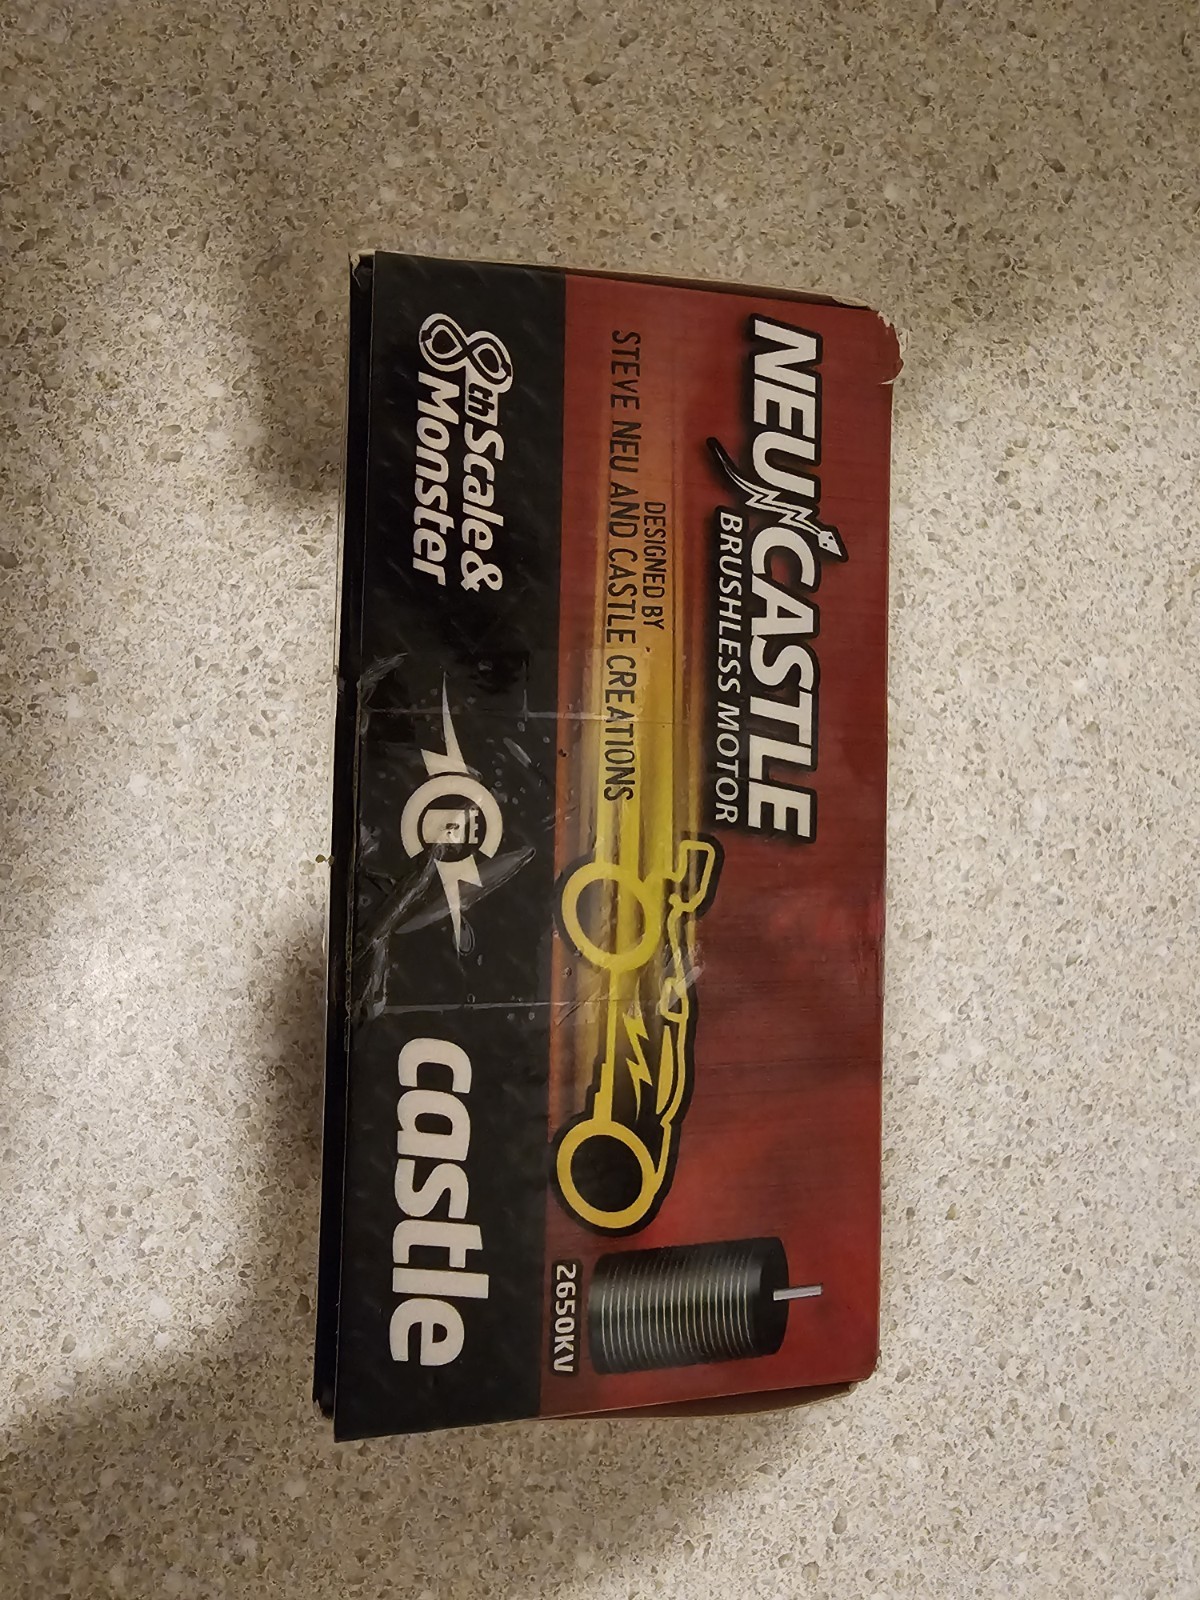 NEU CASTLE
BRUSHLESS MOTOR
DESIGNED BY
STEVE NEU AND CASTLE CREATIONS
2650KV
8th Scale &
Monster
castle